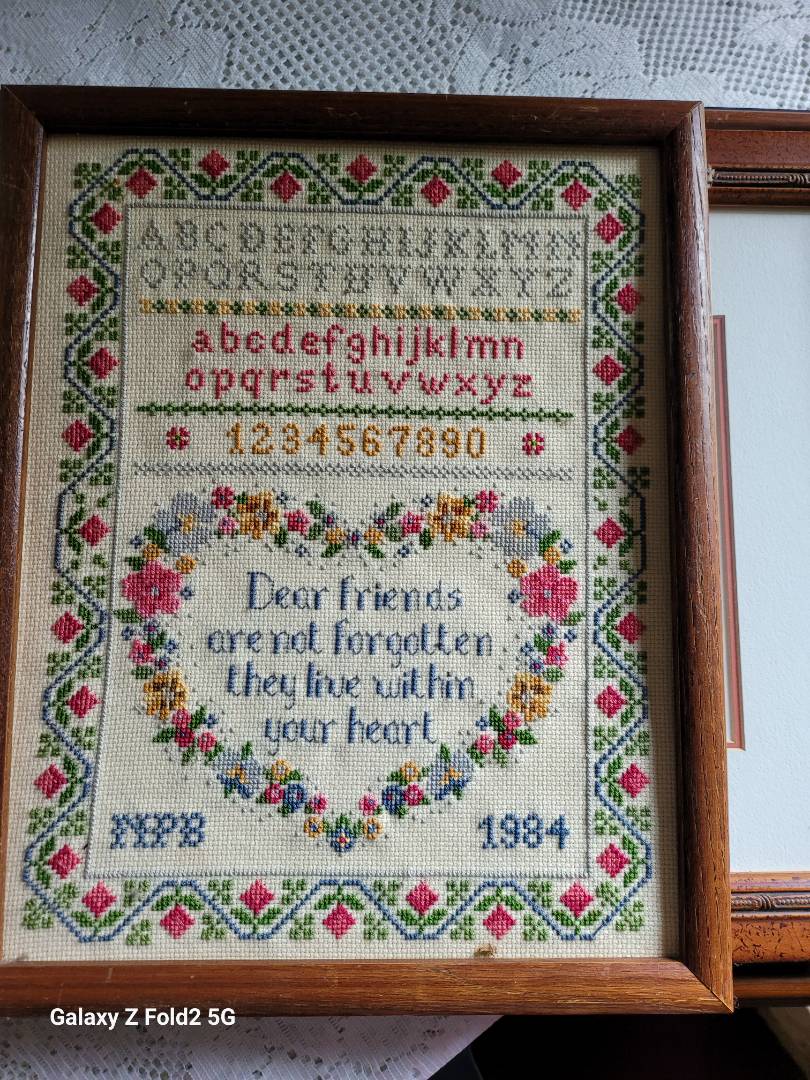 ABCDEFGHIJKLMN
OPQRSTUVWXYZ
abcdefghijklmn
opqrstuvwxyz
1234567890
Dear friends
are not forgotten
they live within
your heart
MPB 1984
Galaxy Z Fold2 5G